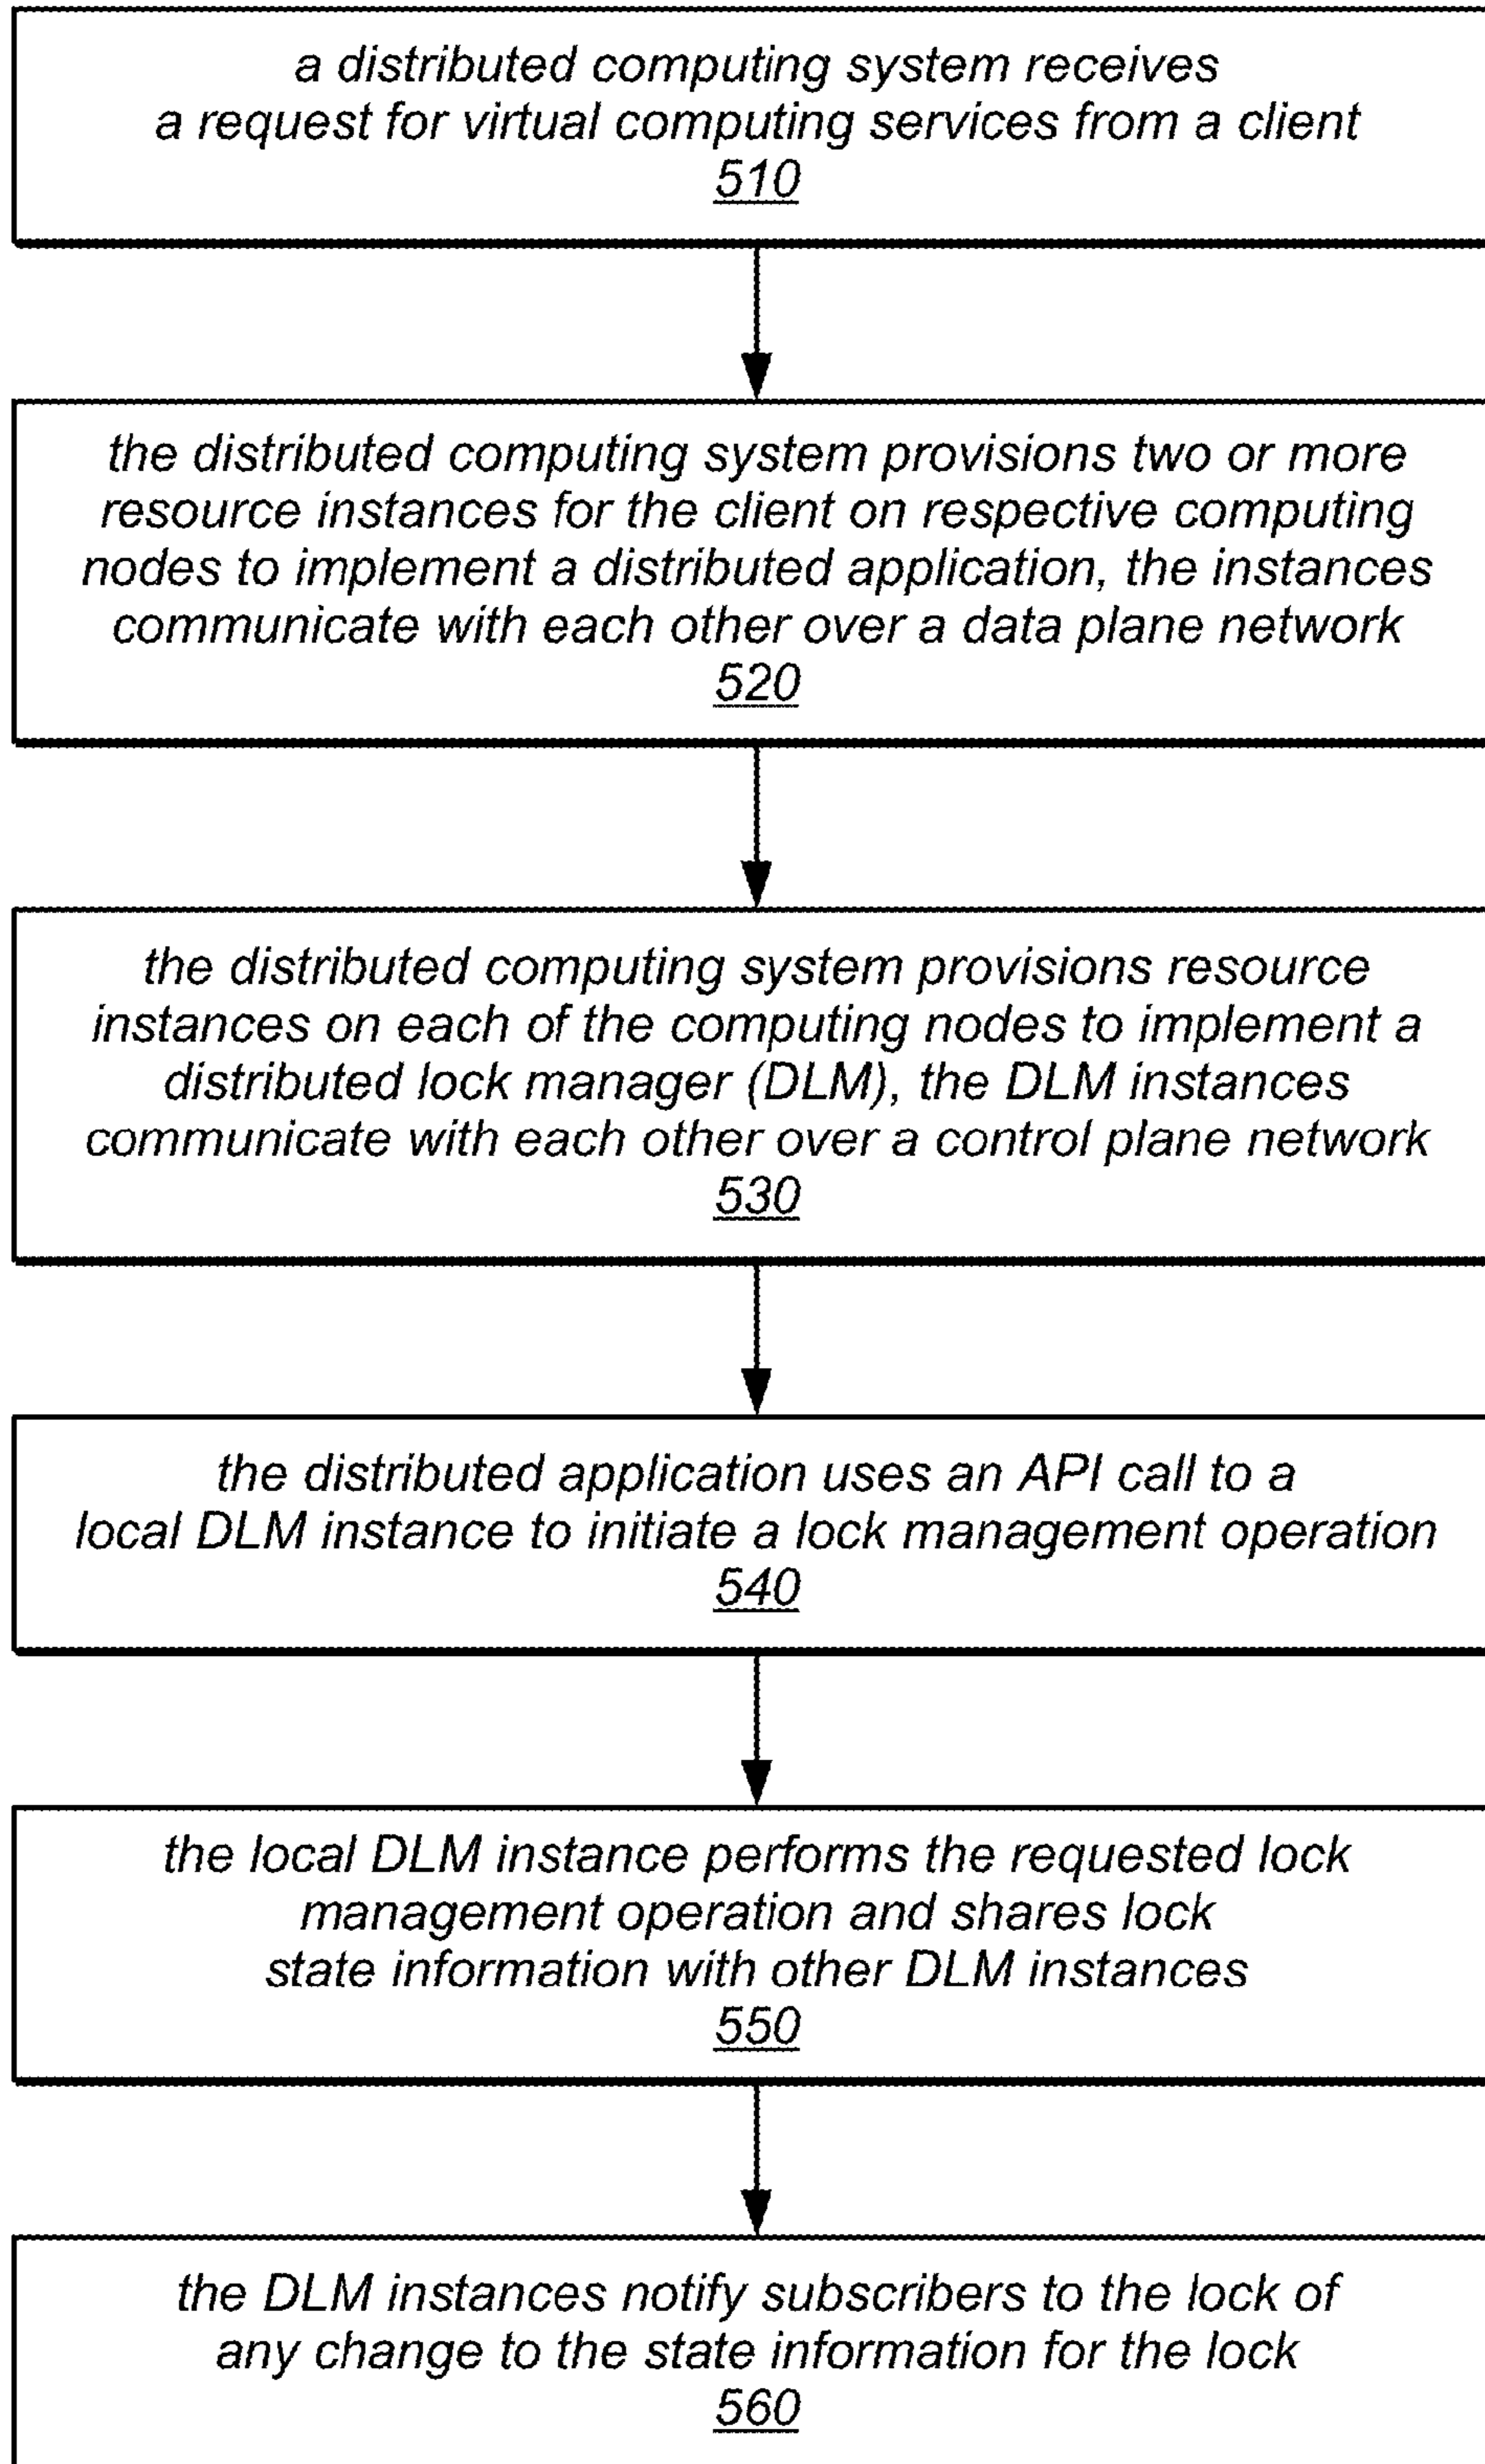 a distributed computing system receives
a request for virtual computing services from a client
510
the distributed computing system provisions two or more
resource instances for the client on respective computing
nodes to implement a distributed application, the instances
communicate with each other over a data plane network
520
the distributed computing system provisions resource
instances on each of the computing nodes to implement a
distributed lock manager (DLM), the DLM instances
communicate with each other over a control plane network
530
the distributed application uses an API call to a
local DLM instance to initiate a lock management operation
540
the local DLM instance performs the requested lock
management operation and shares lock
state information with other DLM instances
550
the DLM instances notify subscribers to the lock of
any change to the state information for the lock
560